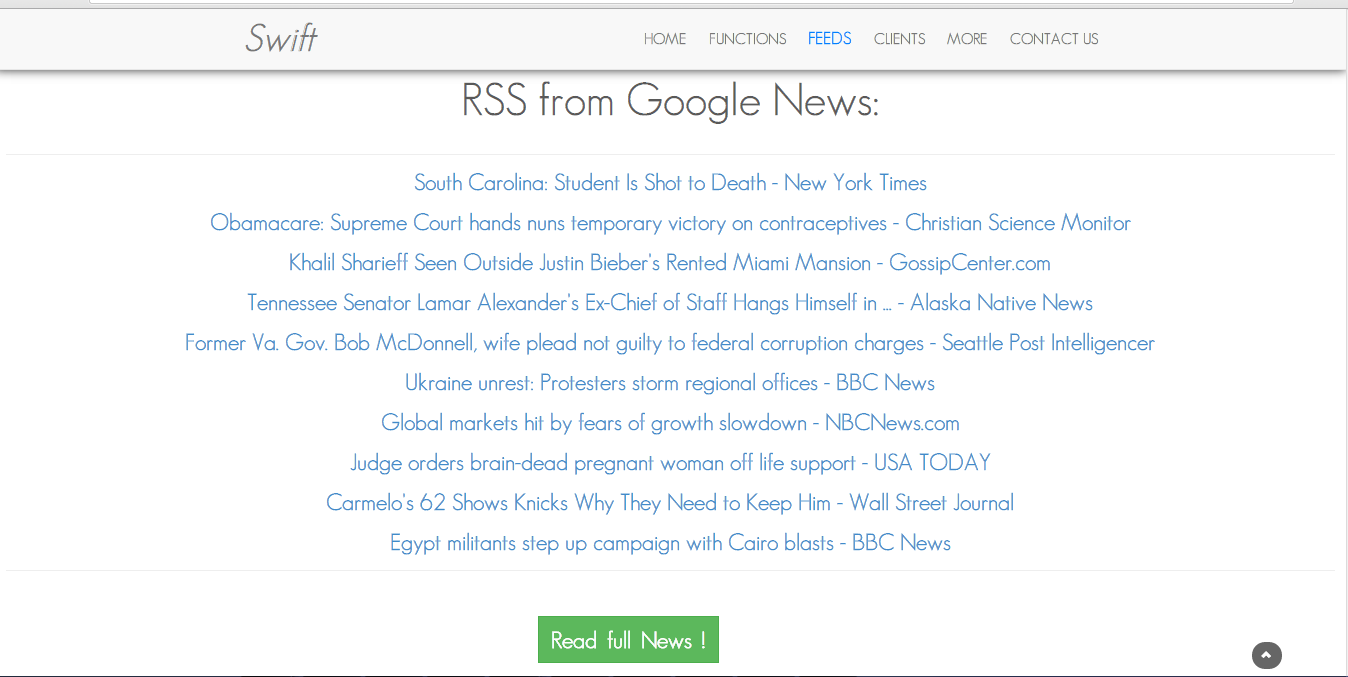 Swift
HOME FUNCTIONS FEEDS CLIENTS MORE CONTACT US
RSS from Google News:
South Carolina: Student Is Shot to Death - New York Times
Obamacare: Supreme Court hands nuns temporary victory on contraceptives - Christian Science Monitor
Khalil Sharieff Seen Outside Justin Bieber's Rented Miami Mansion - GossipCenter.com
Tennessee Senator Lamar Alexander's Ex-Chief of Staff Hangs Himself in ... - Alaska Native News
Former Va. Gov. Bob McDonnell, wife plead not guilty to federal corruption charges - Seattle Post Intelligencer
Ukraine unrest: Protesters storm regional offices - BBC News
Global markets hit by fears of growth slowdown - NBCNews.com
Judge orders brain-dead pregnant woman off life support - USA TODAY
Carmelo's 62 Shows Knicks Why They Need to Keep Him - Wall Street Journal
Egypt militants step up campaign with Cairo blasts - BBC News
Read full News !